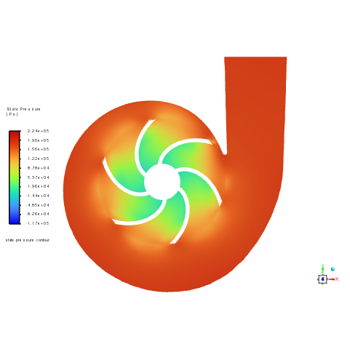 Static Pressure
[Pa]
2.24e+05
1.90e+05
1.56e+05
1.22e+05
8.78e+04
5.37e+04
1.96e+04
-1.44e+04
-4.85e+04
-8.26e+04
-1.17e+05
static pressure contour
X